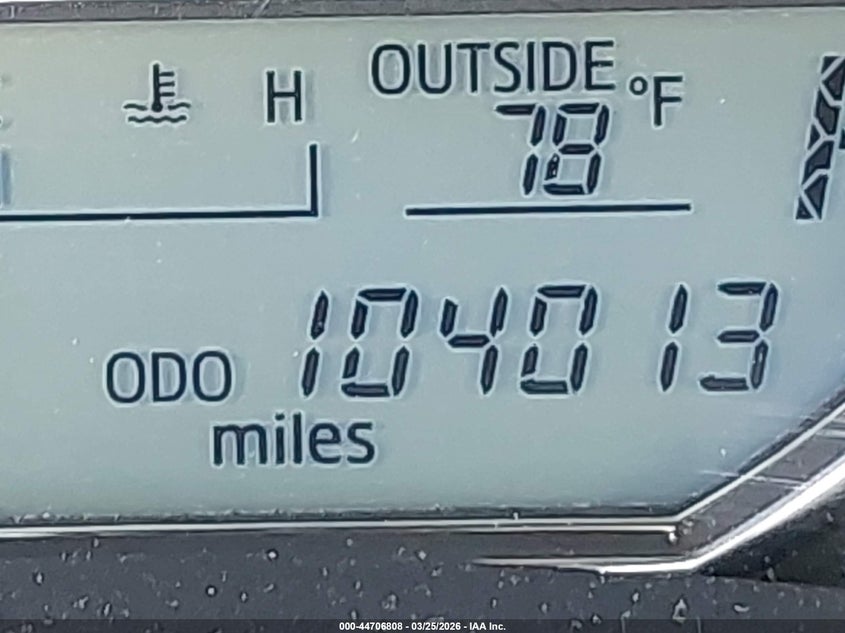 H
OUTSIDE °F
78
ODO 104013
miles
000-44706808 - 03/25/2026 - IAA Inc.